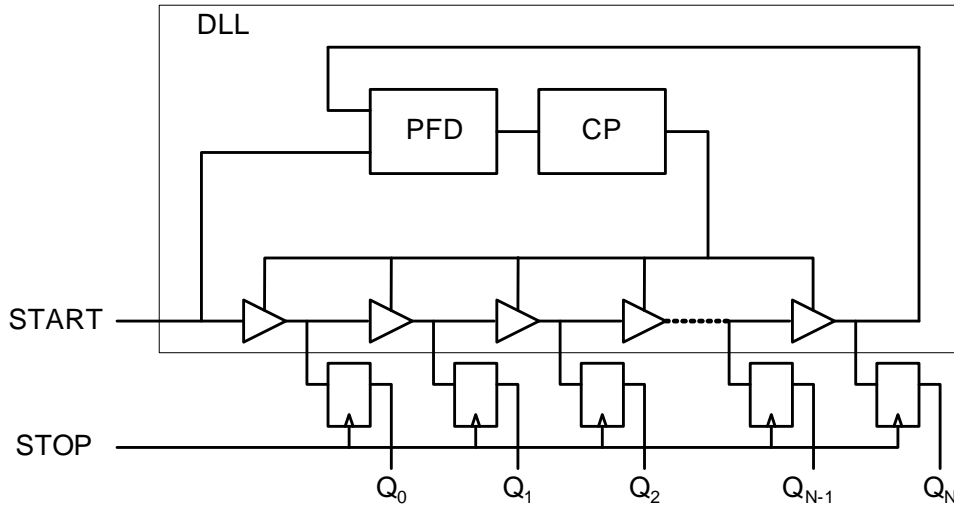 DLL
PFD
CP
START
STOP
Q0
Q1
Q2
QN-1
QN